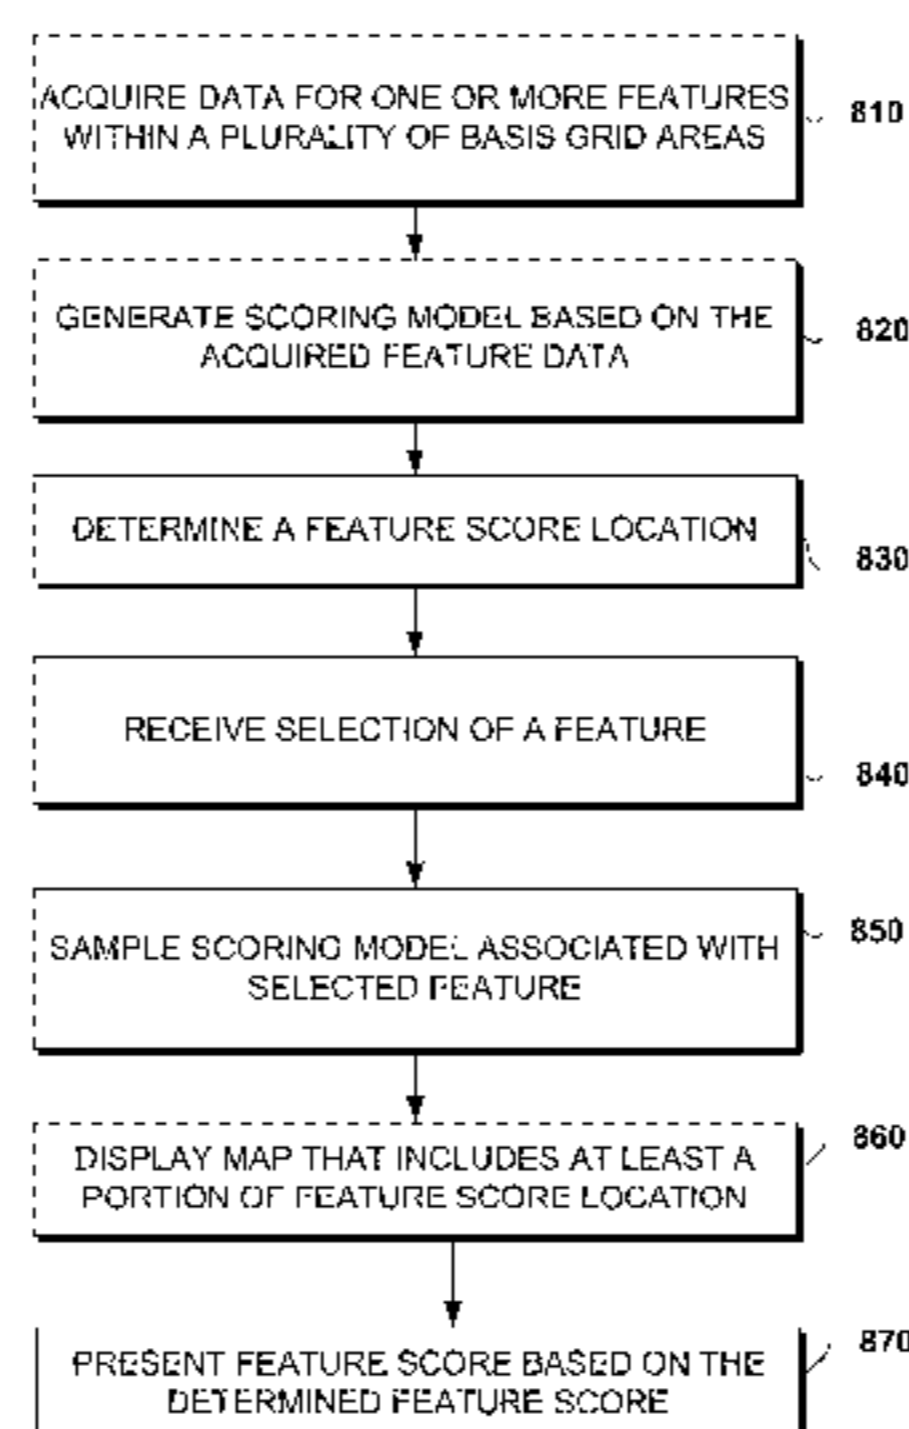 ACQUIRE DATA FOR ONE OR MORE FEATURES
WITHIN A PLURALITY OF BASIS GRID AREAS
810
GENERATE SCORING MODEL BASED ON THE
ACQUIRED FEATURE DATA
820
DETERMINE A FEATURE SCORE LOCATION
830
RECEIVE SELECTION OF A FEATURE
840
SAMPLE SCORING MODEL ASSOCIATED WITH
SELECTED FEATURE
850
DISPLAY MAP THAT INCLUDES AT LEAST A
PORTION OF FEATURE SCORE LOCATION
860
PRESENT FEATURE SCORE BASED ON THE
DETERMINED FEATURE SCORE
870